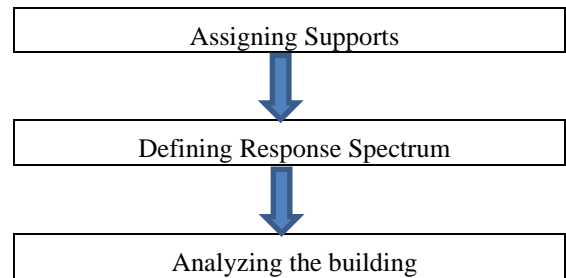 Assigning Supports
Defining Response Spectrum
Analyzing the building